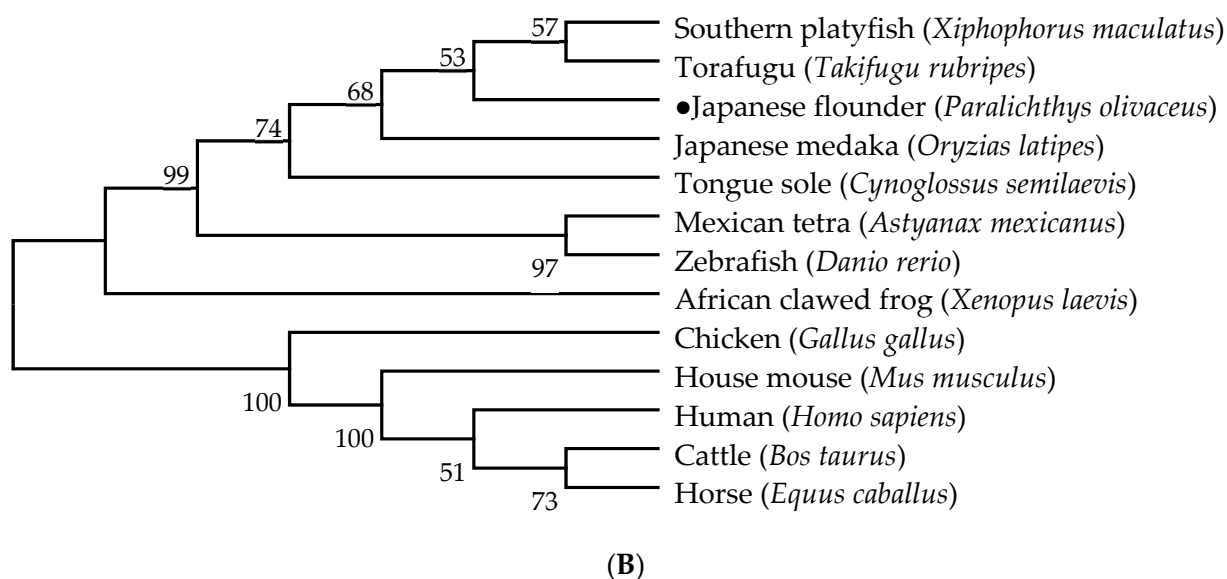 57 Southern platyfish (Xiphophorus maculatus)
53 Torafugu (Takifugu rubripes)
68 ●Japanese flounder (Paralichthys olivaceus)
74 Japanese medaka (Oryzias latipes)
99 Tongue sole (Cynoglossus semilaevis)
Mexican tetra (Astyanax mexicanus)
97 Zebrafish (Danio rerio)
African clawed frog (Xenopus laevis)
Chicken (Gallus gallus)
House mouse (Mus musculus)
100 Human (Homo sapiens)
100 Cattle (Bos taurus)
51
73 Horse (Equus caballus)
(B)